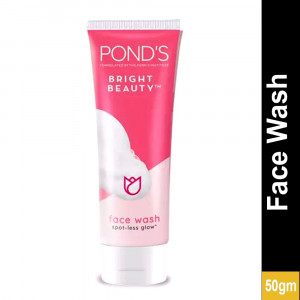 POND'S
BRIGHT
BEAUTY™
face wash
spot-less glow*
Face Wash
50gm